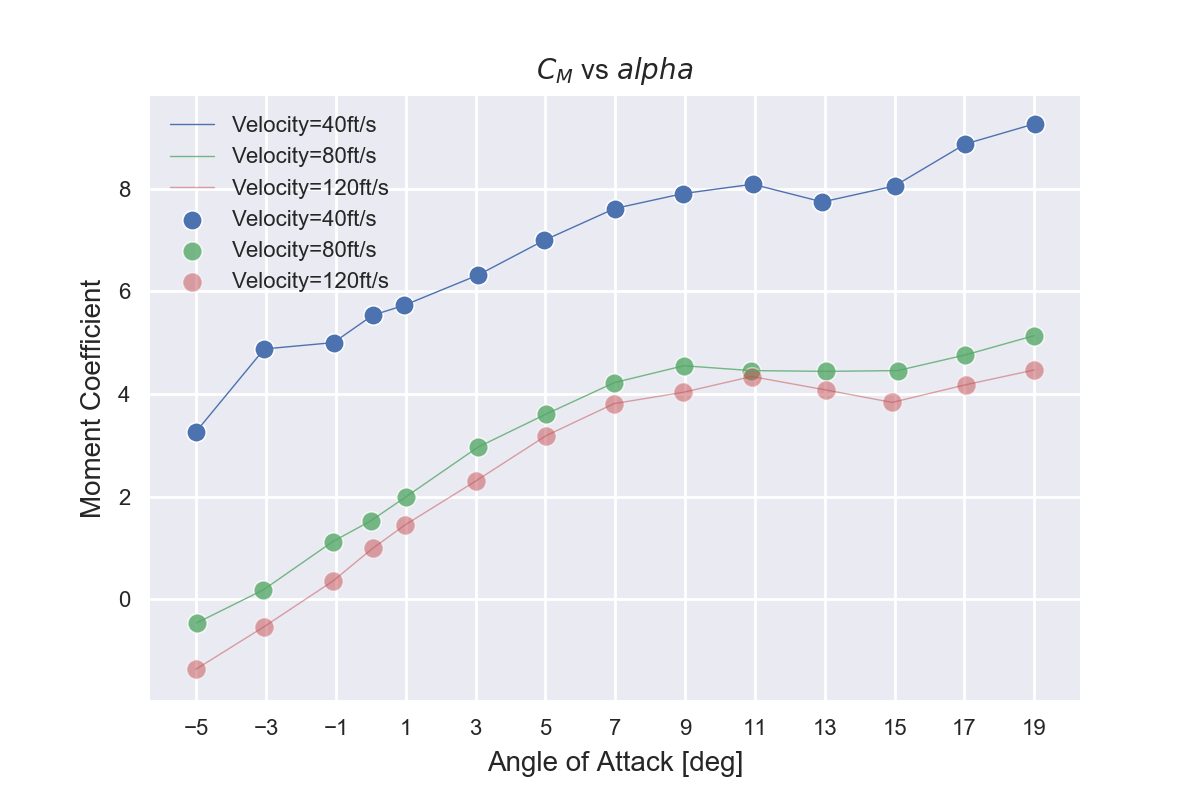 C_M vs alpha
Velocity=40ft/s
Velocity=80ft/s
Velocity=120ft/s
Velocity=40ft/s
Velocity=80ft/s
Velocity=120ft/s
8
6
4
2
0
Moment Coefficient
−5 −3 −1 1 3 5 7 9 11 13 15 17 19
Angle of Attack [deg]